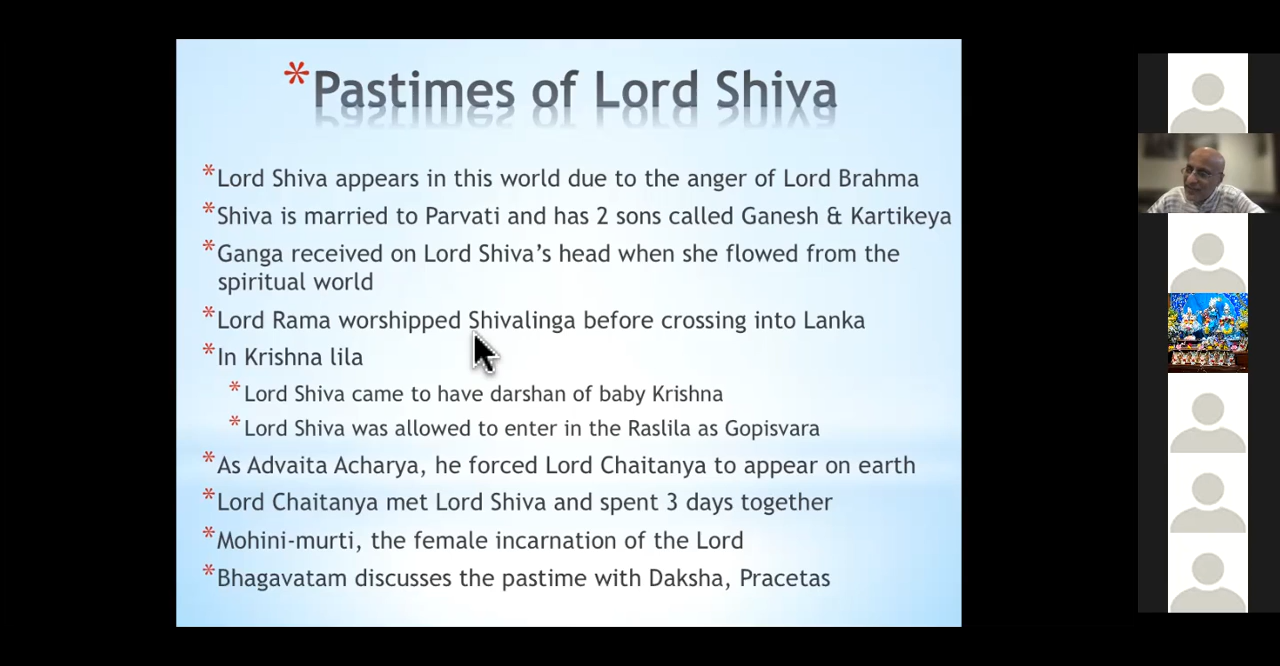 *Pastimes of Lord Shiva
*Lord Shiva appears in this world due to the anger of Lord Brahma
*Shiva is married to Parvati and has 2 sons called Ganesh & Kartikeya
*Ganga received on Lord Shiva’s head when she flowed from the
spiritual world
*Lord Rama worshipped Shivalinga before crossing into Lanka
*In Krishna lila
*Lord Shiva came to have darshan of baby Krishna
*Lord Shiva was allowed to enter in the Raslila as Gopisvara
*As Advaita Acharya, he forced Lord Chaitanya to appear on earth
*Lord Chaitanya met Lord Shiva and spent 3 days together
*Mohini-murti, the female incarnation of the Lord
*Bhagavatam discusses the pastime with Daksha, Pracetas